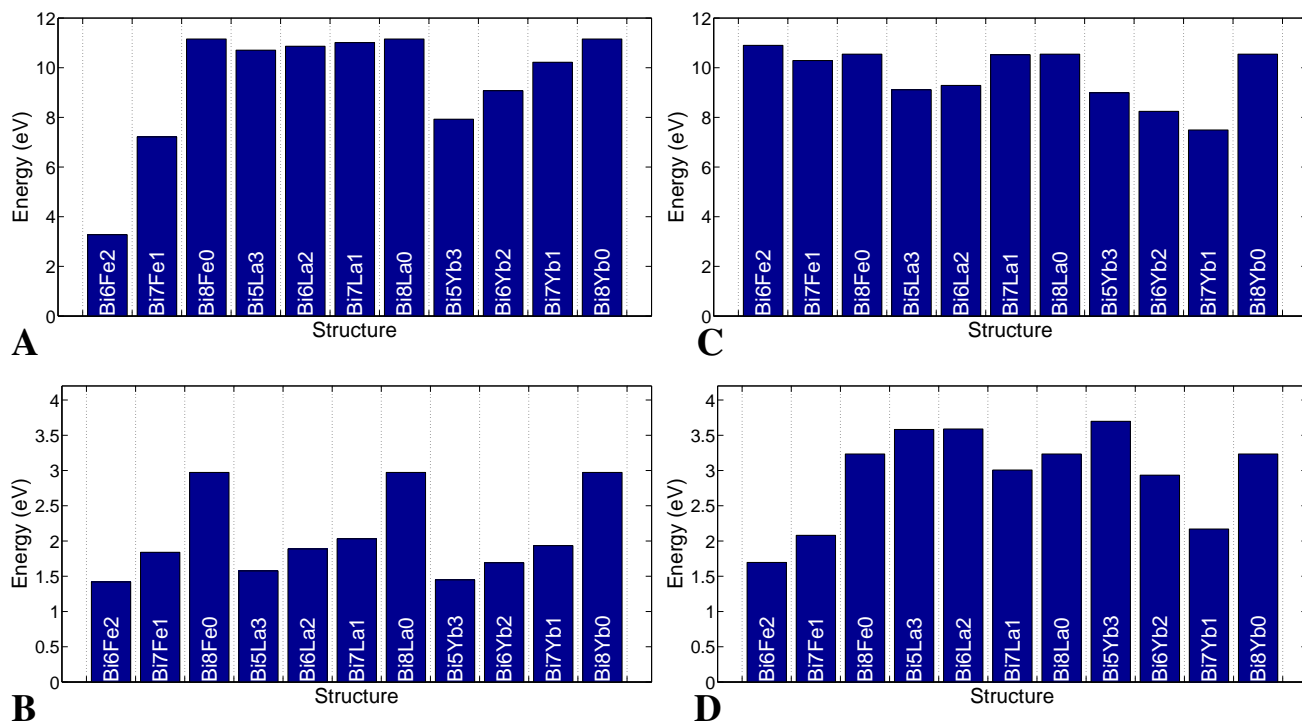 12
10
8
6
4
2
0
Energy (eV)
Bi6Fe2
Bi7Fe1
Bi8Fe0
Bi5La3
Bi6La2
Bi7La1
Bi8La0
Bi5Yb3
Bi6Yb2
Bi7Yb1
Bi8Yb0
Structure
A
12
10
8
6
4
2
0
Energy (eV)
Bi6Fe2
Bi7Fe1
Bi8Fe0
Bi5La3
Bi6La2
Bi7La1
Bi8La0
Bi5Yb3
Bi6Yb2
Bi7Yb1
Bi8Yb0
Structure
C
4
3.5
3
2.5
2
1.5
1
0.5
0
Energy (eV)
Bi6Fe2
Bi7Fe1
Bi8Fe0
Bi5La3
Bi6La2
Bi7La1
Bi8La0
Bi5Yb3
Bi6Yb2
Bi7Yb1
Bi8Yb0
Structure
B
4
3.5
3
2.5
2
1.5
1
0.5
0
Energy (eV)
Bi6Fe2
Bi7Fe1
Bi8Fe0
Bi5La3
Bi6La2
Bi7La1
Bi8La0
Bi5Yb3
Bi6Yb2
Bi7Yb1
Bi8Yb0
Structure
D